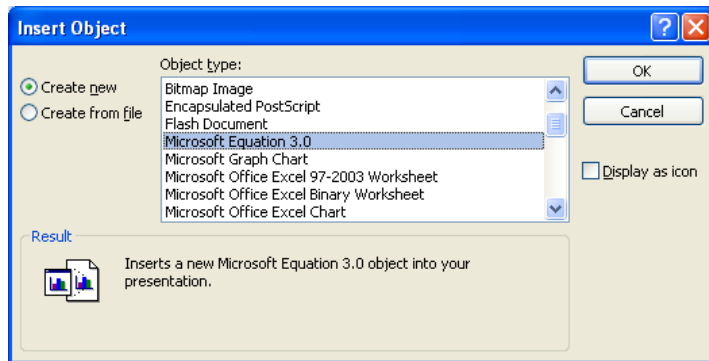 Insert Object
Object type:
Create new
Create from file
Bitmap Image
Encapsulated PostScript
Flash Document
Microsoft Equation 3.0
Microsoft Graph Chart
Microsoft Office Excel 97-2003 Worksheet
Microsoft Office Excel Binary Worksheet
Microsoft Office Excel Chart
OK
Cancel
Display as icon
Result
Inserts a new Microsoft Equation 3.0 object into your
presentation.